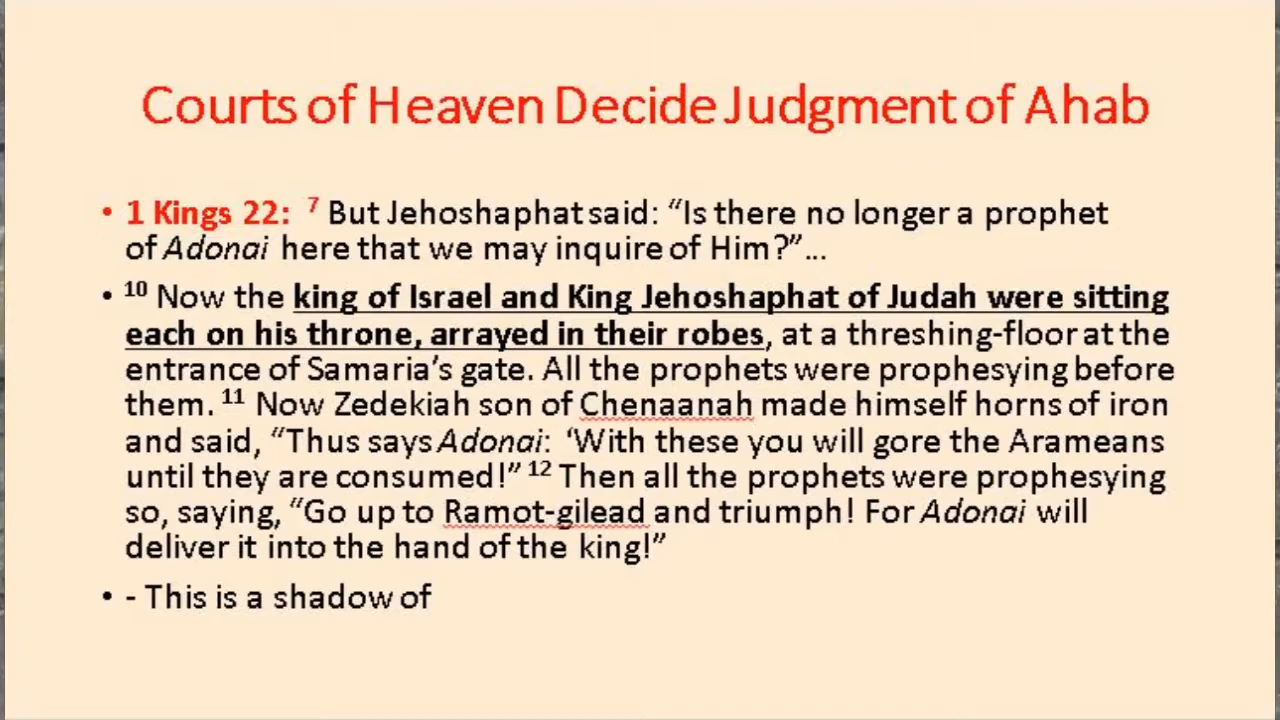 Courts of Heaven Decide Judgment of Ahab
• 1 Kings 22: 7 But Jehoshaphat said: “Is there no longer a prophet
of Adonai here that we may inquire of Him?”…
• 10 Now the king of Israel and King Jehoshaphat of Judah were sitting
each on his throne, arrayed in their robes, at a threshing-floor at the
entrance of Samaria’s gate. All the prophets were prophesying before
them. 11 Now Zedekiah son of Chenaanah made himself horns of iron
and said, “Thus says Adonai: ‘With these you will gore the Arameans
until they are consumed!” 12 Then all the prophets were prophesying
so, saying, “Go up to Ramot-gilead and triumph! For Adonai will
deliver it into the hand of the king!”
• - This is a shadow of